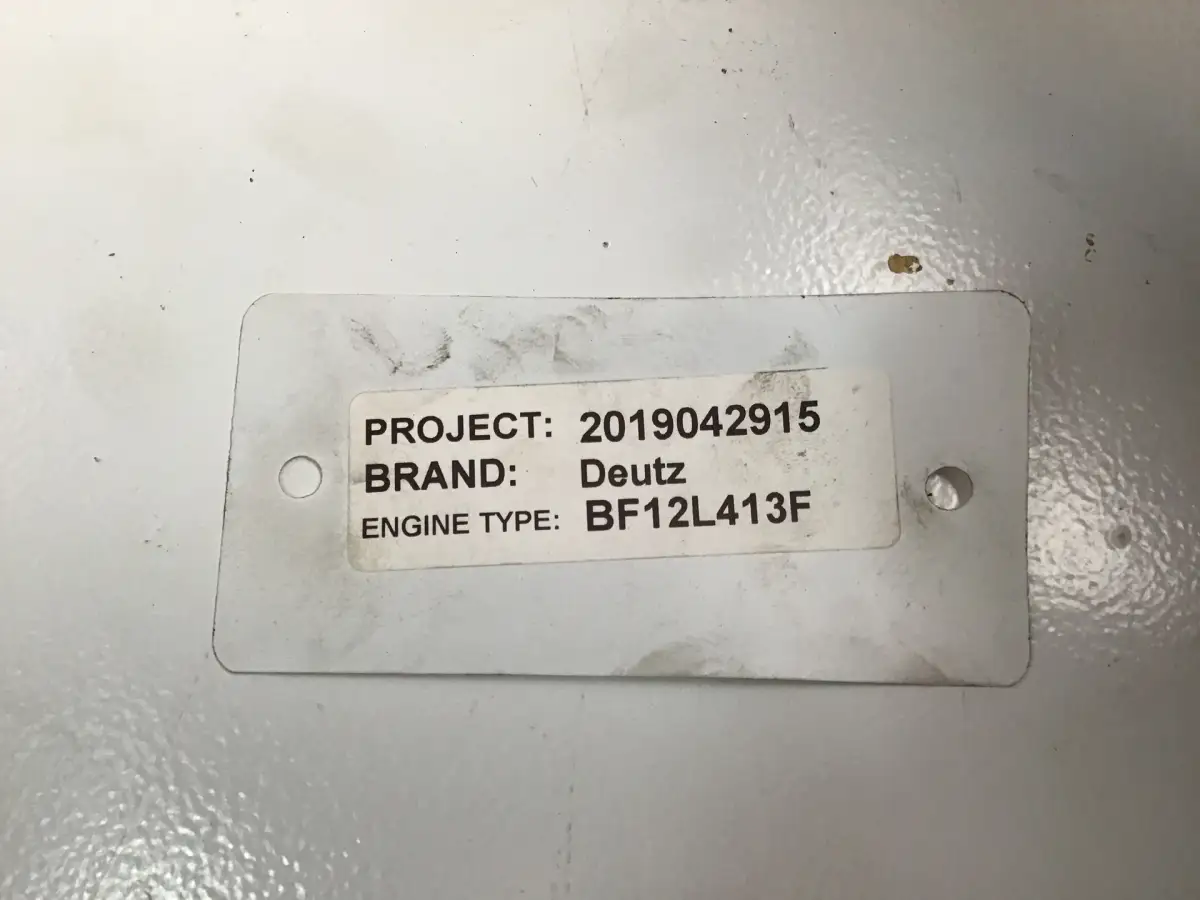 PROJECT: 2019042915
BRAND: Deutz
ENGINE TYPE: BF12L413F